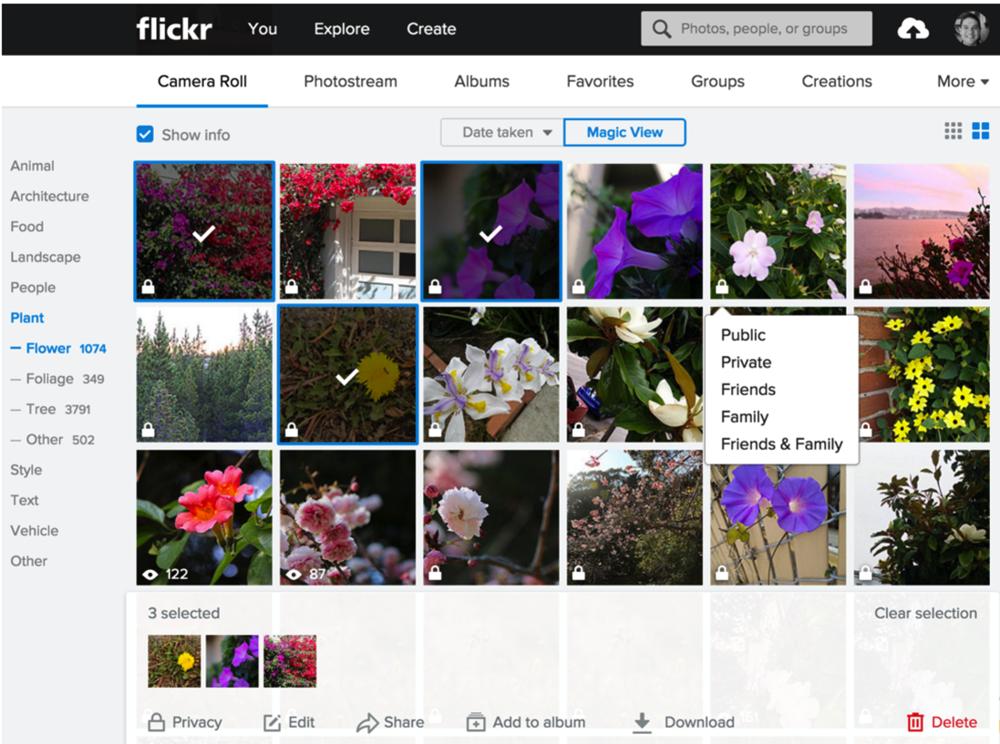 flickr You Explore Create Photos, people, or groups
Camera Roll Photostream Albums Favorites Groups Creations More
Show info Date taken Magic View
Animal
Architecture
Food
Landscape
People
Plant
— Flower 1074
— Foliage 349
— Tree 3791
— Other 502
Style
Text
Vehicle
Other
Public
Private
Friends
Family
Friends & Family
122 87
3 selected Clear selection
Privacy Edit Share Add to album Download Delete